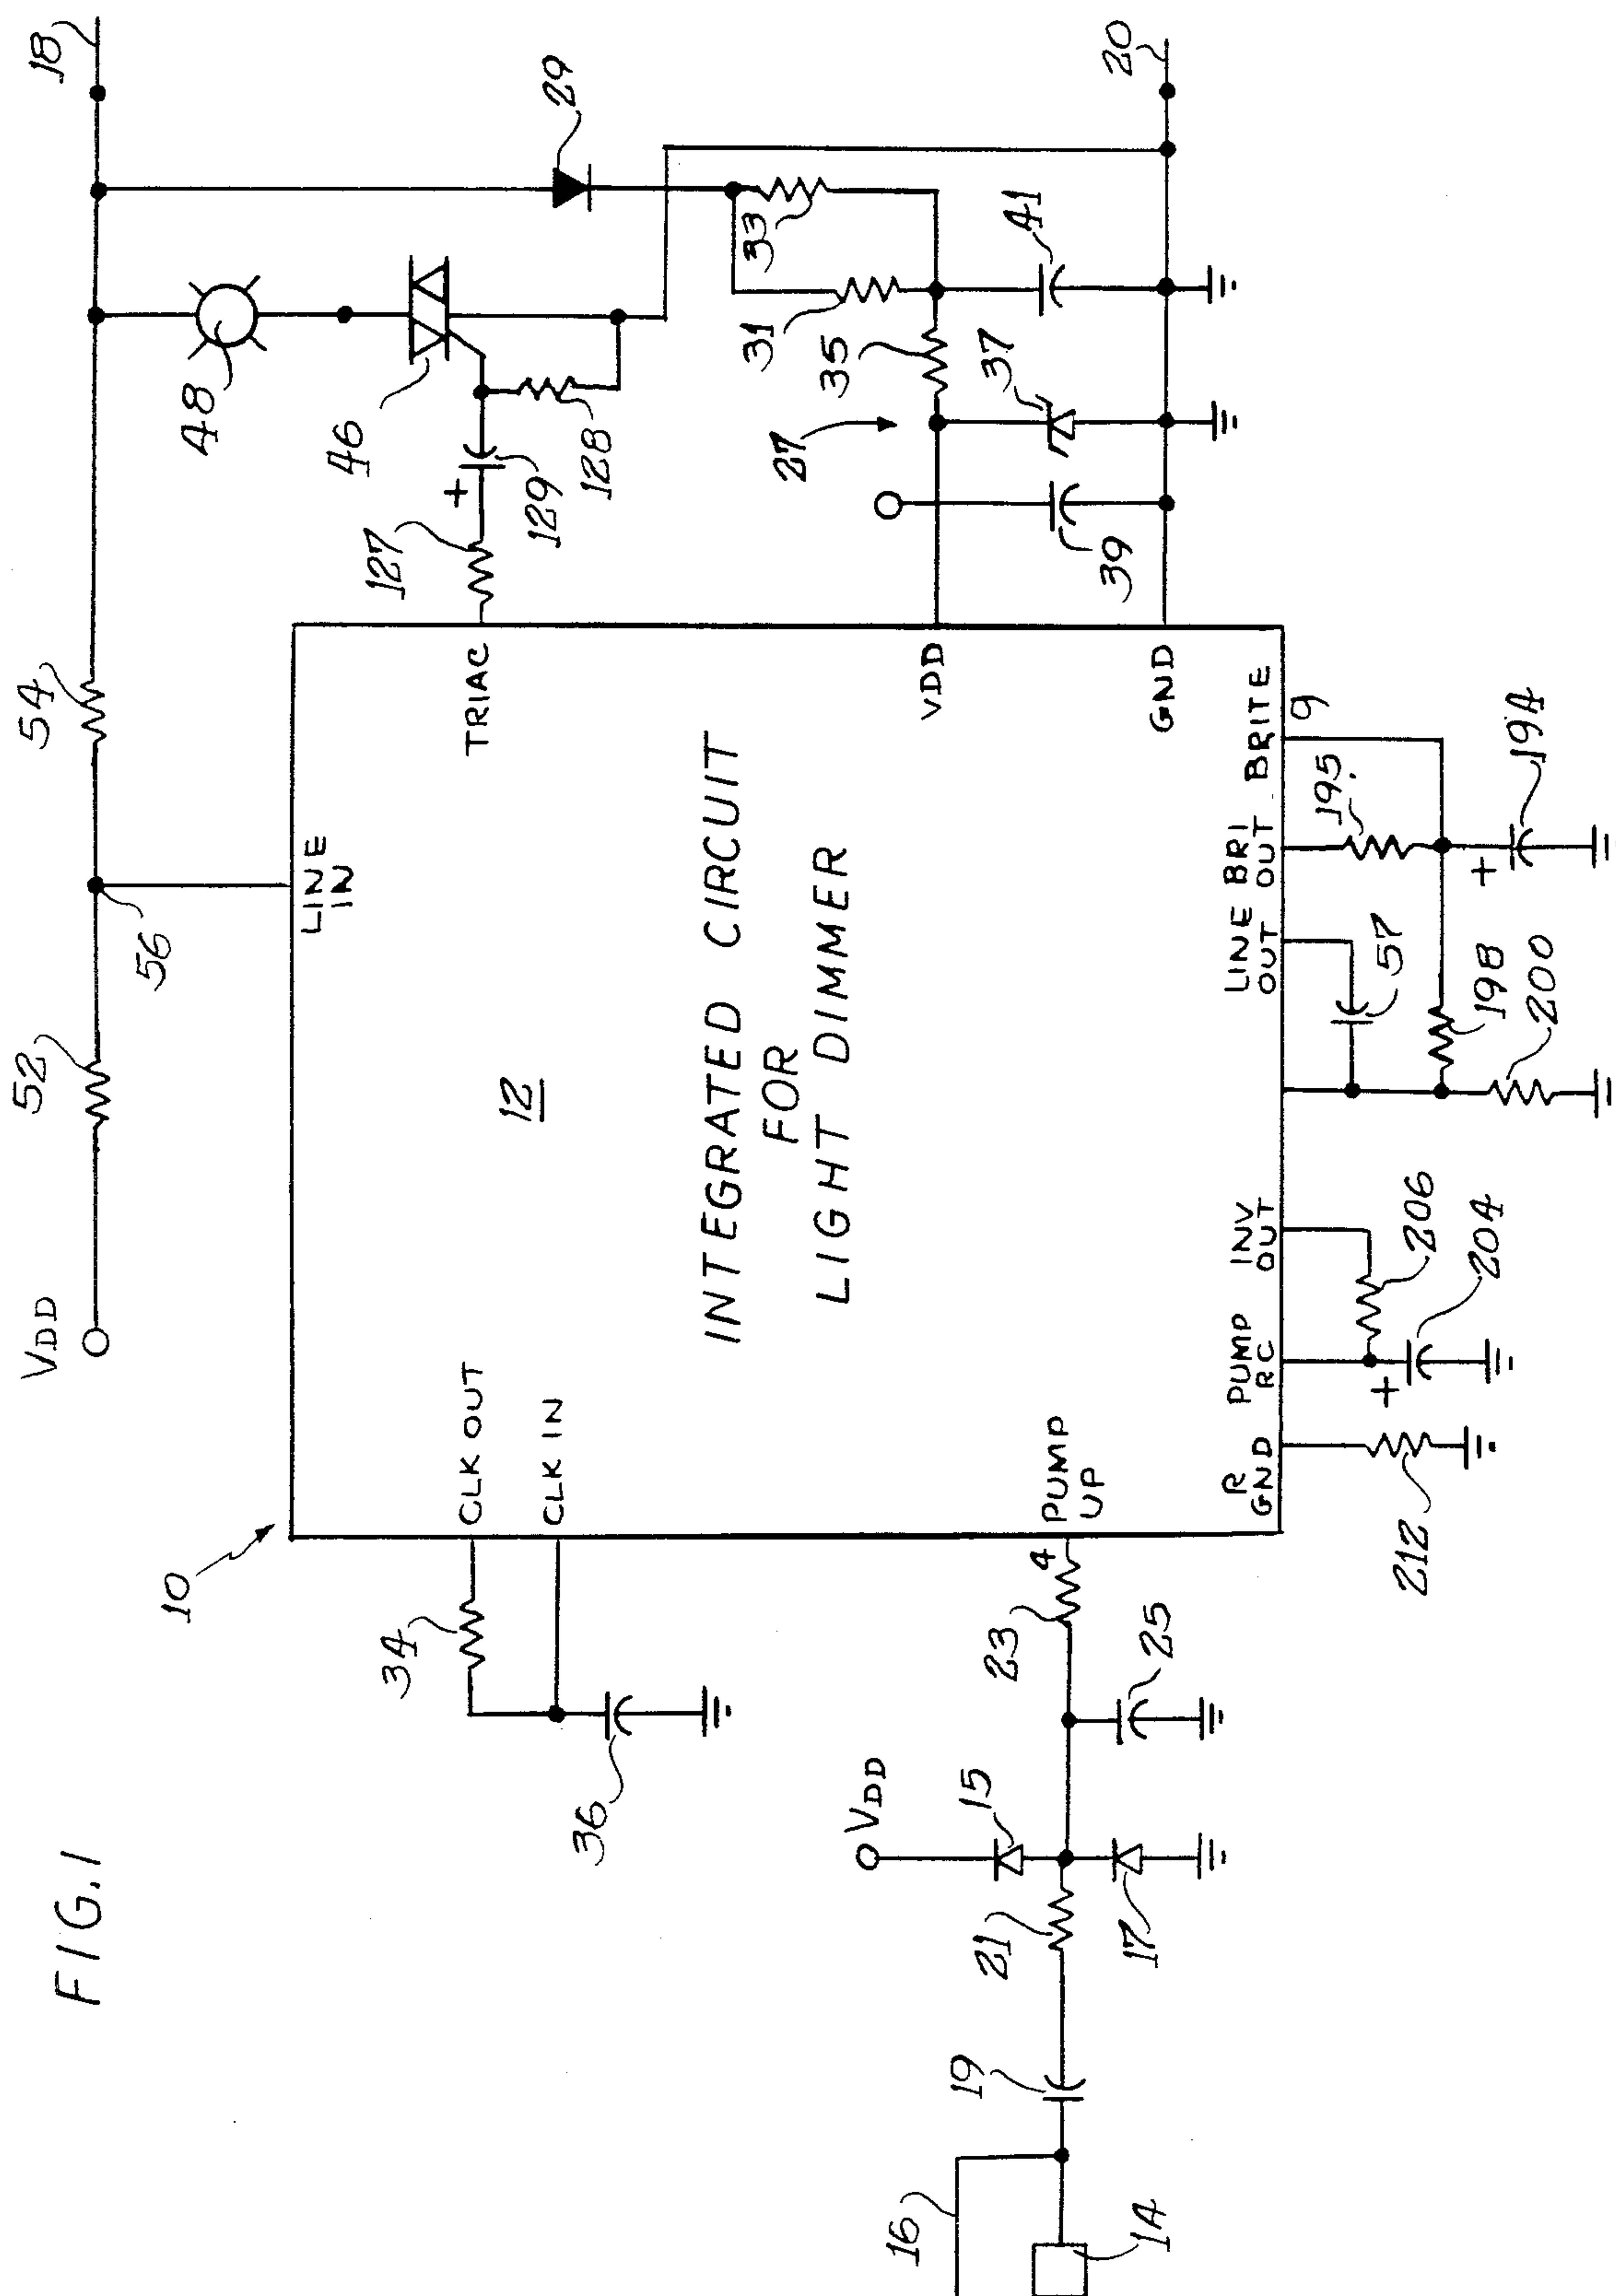 FIG.1
10
VDD
52
56
54
18
48
46
29
127
+
129
128
33
31
35
41
27
37
39
20
LINE
IN
TRIAC
VDD
GND
BRITE
9
BRI
OUT
LINE
OUT
INV
OUT
PUMP
RC
R
GND
PUMP
UP
4
CLK OUT
CLK IN
12
INTEGRATED CIRCUIT
FOR
LIGHT DIMMER
34
36
VDD
15
17
21
23
25
19
16
14
195.
+
194
57
198
200
206
+
204
212